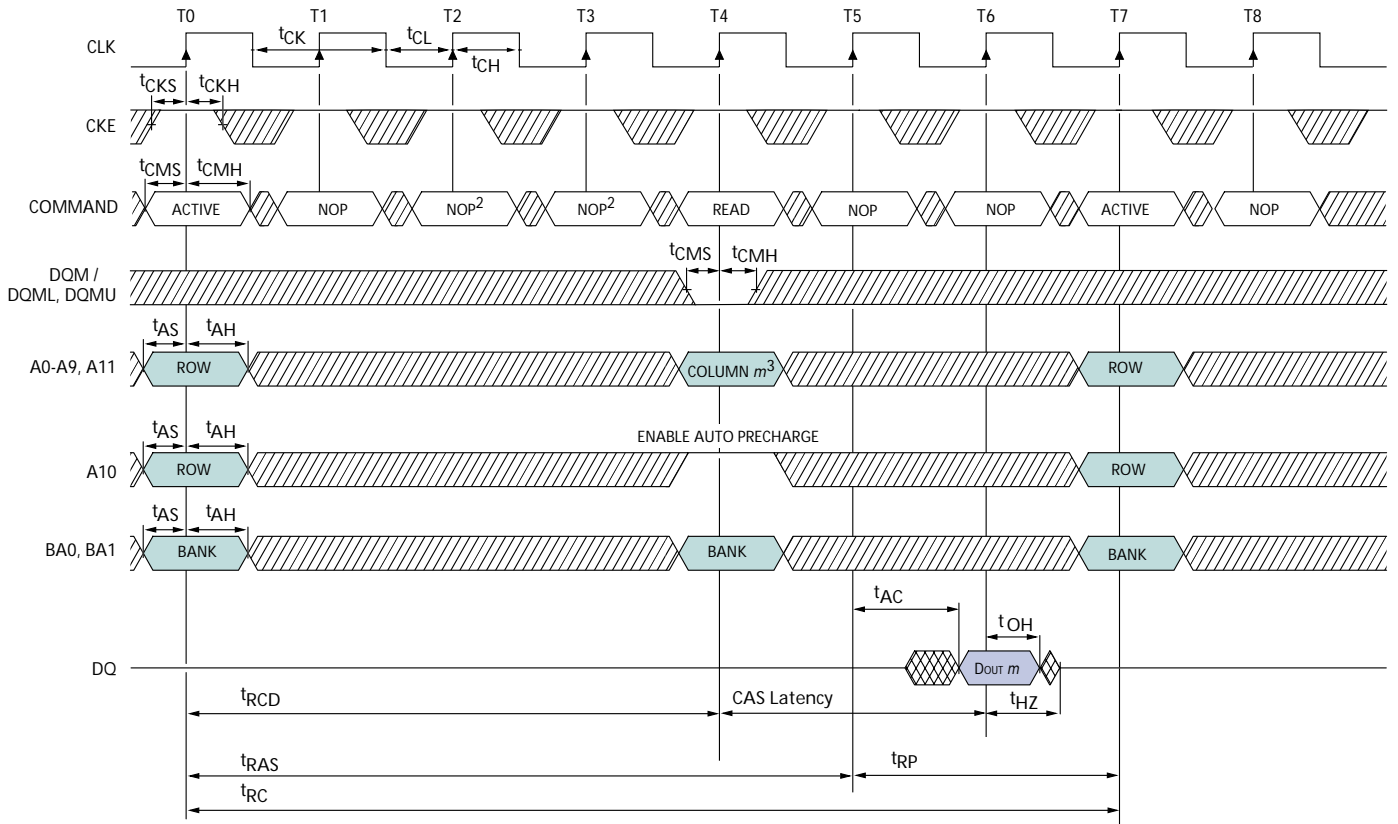 T0 T1 T2 T3 T4 T5 T6 T7 T8
CLK
tCK tCL
tCH
tCKS tCKH
CKE
tCMS tCMH
COMMAND ACTIVE NOP NOP2 NOP2 READ NOP NOP ACTIVE NOP
tCMS tCMH
DQM /
DQML, DQMU
tAS tAH
A0-A9, A11 ROW COLUMN m3 ROW
tAS tAH ENABLE AUTO PRECHARGE
A10 ROW ROW
tAS tAH
BA0, BA1 BANK BANK BANK
tAC
tOH
DQ DOUT m
tRCD CAS Latency tHZ
tRAS tRP
tRC